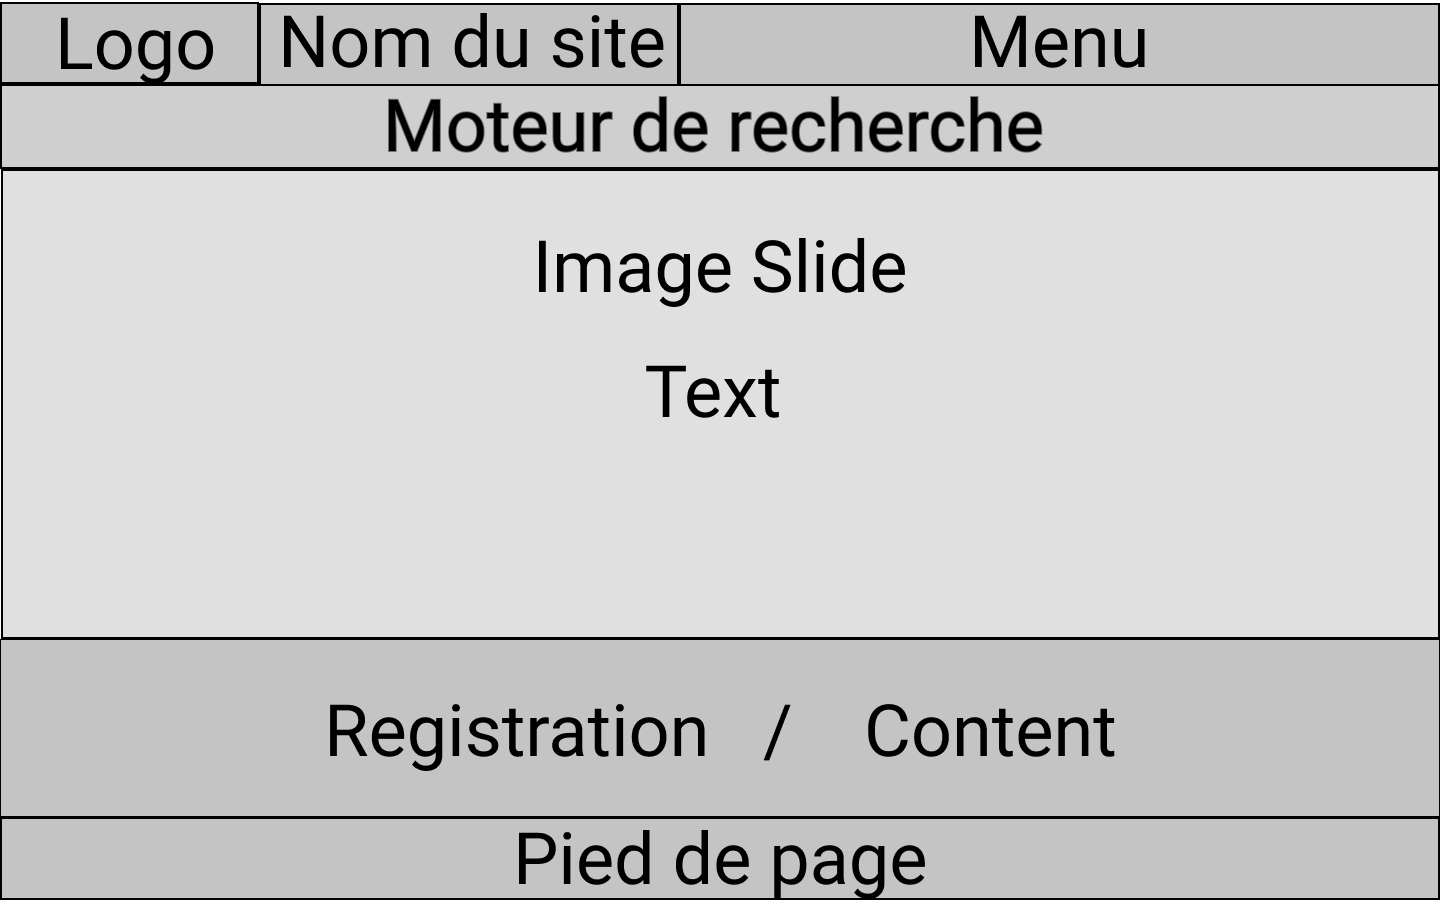 Logo Nom du site Menu
Moteur de recherche
Image Slide
Text
Registration / Content
Pied de page